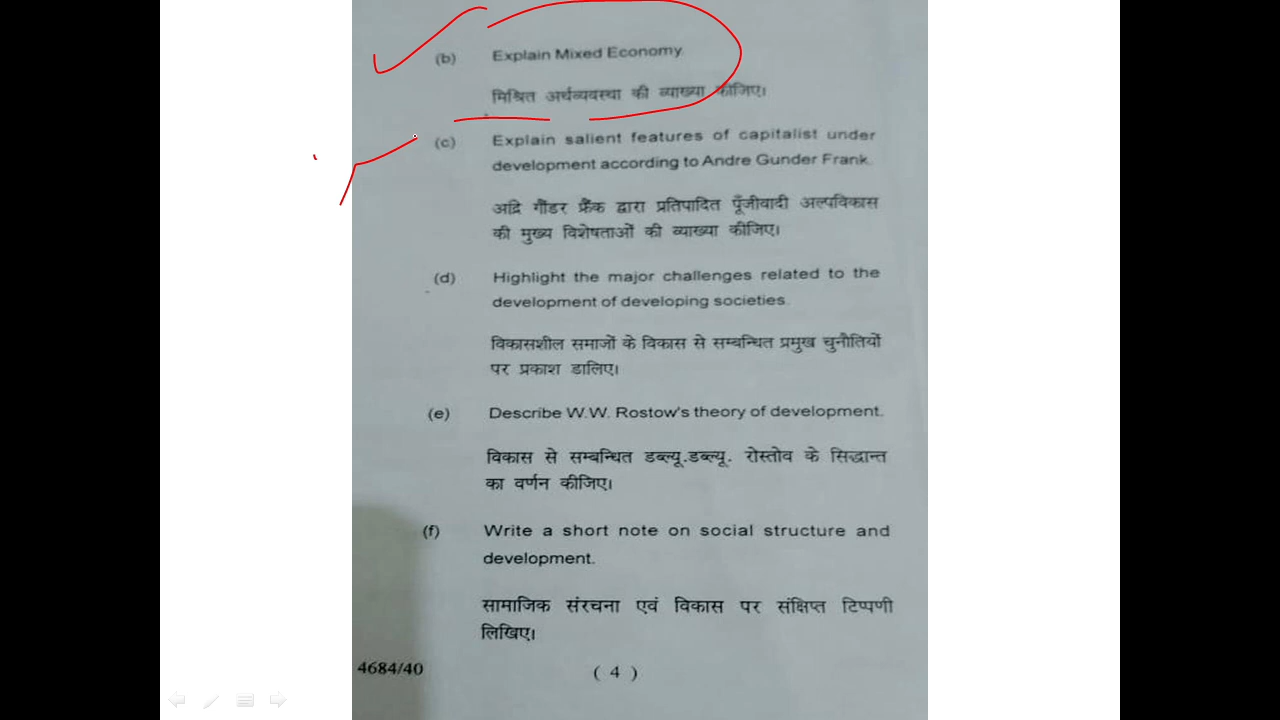 (b) Explain Mixed Economy
मिश्रित अर्थव्यवस्था की व्याख्या कीजिए।
(c) Explain salient features of capitalist under
development according to Andre Gunder Frank.
अद्रि गौंडर फ्रैंक द्वारा प्रतिपादित पूँजीवादी अल्पविकास
की मुख्य विशेषताओं की व्याख्या कीजिए।
(d) Highlight the major challenges related to the
development of developing societies.
विकासशील समाजों के विकास से सम्बन्धित प्रमुख चुनौतियों
पर प्रकाश डालिए।
(e) Describe W.W. Rostow's theory of development.
विकास से सम्बन्धित डब्ल्यू.डब्ल्यू. रोस्तोव के सिद्धान्त
का वर्णन कीजिए।
(f) Write a short note on social structure and
development.
सामाजिक संरचना एवं विकास पर संक्षिप्त टिप्पणी
लिखिए।
4684/40 ( 4 )